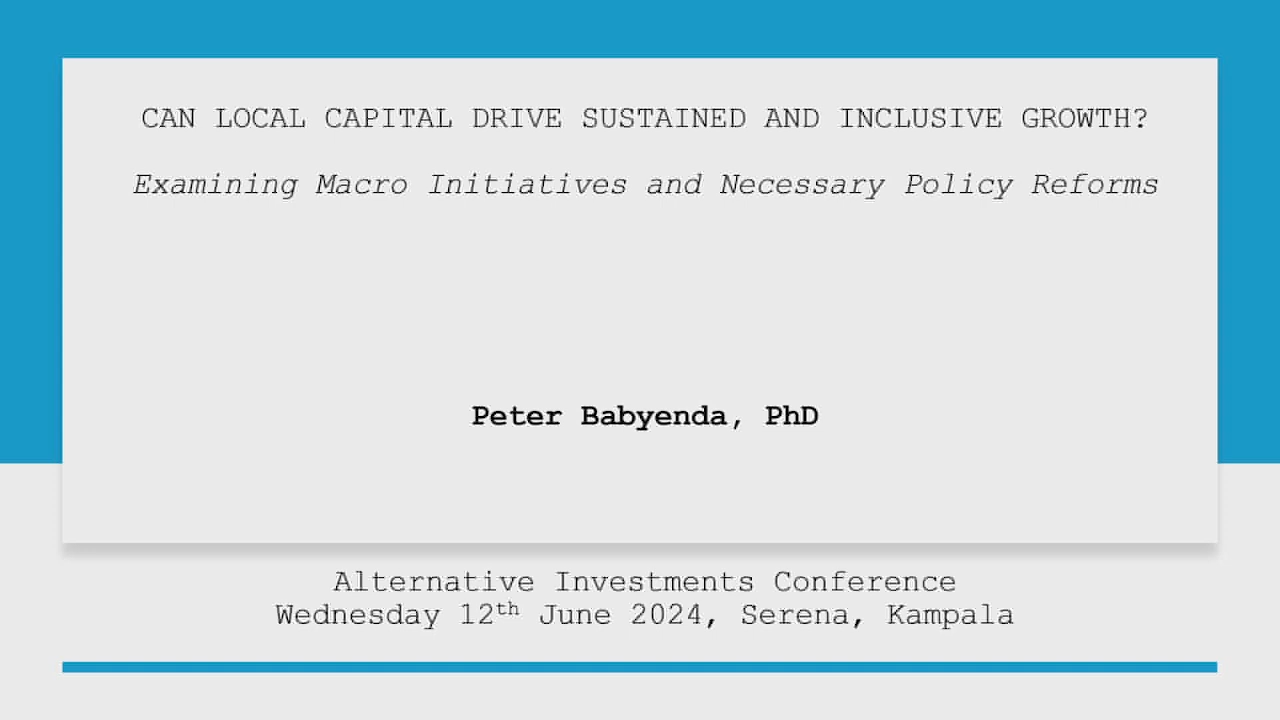 CAN LOCAL CAPITAL DRIVE SUSTAINED AND INCLUSIVE GROWTH?
Examining Macro Initiatives and Necessary Policy Reforms
Peter Babyenda, PhD
Alternative Investments Conference
Wednesday 12th June 2024, Serena, Kampala